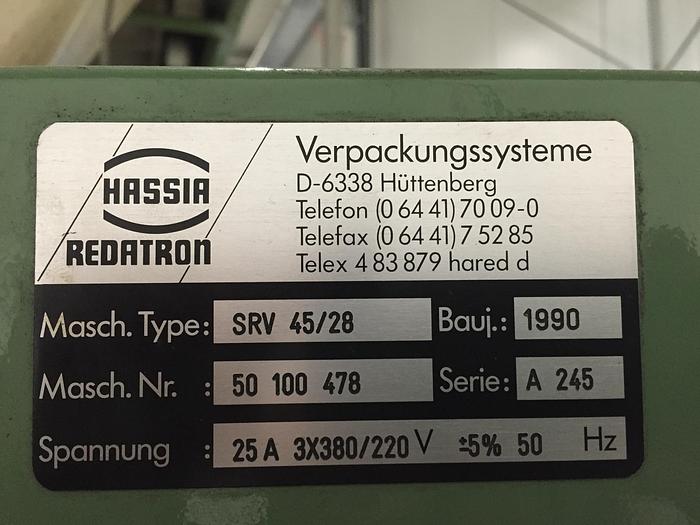 HASSIA
REDATRON
Verpackungssysteme
D-6338 Hüttenberg
Telefon (0 64 41) 70 09-0
Telefax (0 64 41) 7 52 85
Telex 4 83 879 hared d
Masch. Type: SRV 45/28 Bauj.: 1990
Masch. Nr. : 50 100 478 Serie: A 245
Spannung : 25 A 3X380/220 V ±5% 50 Hz